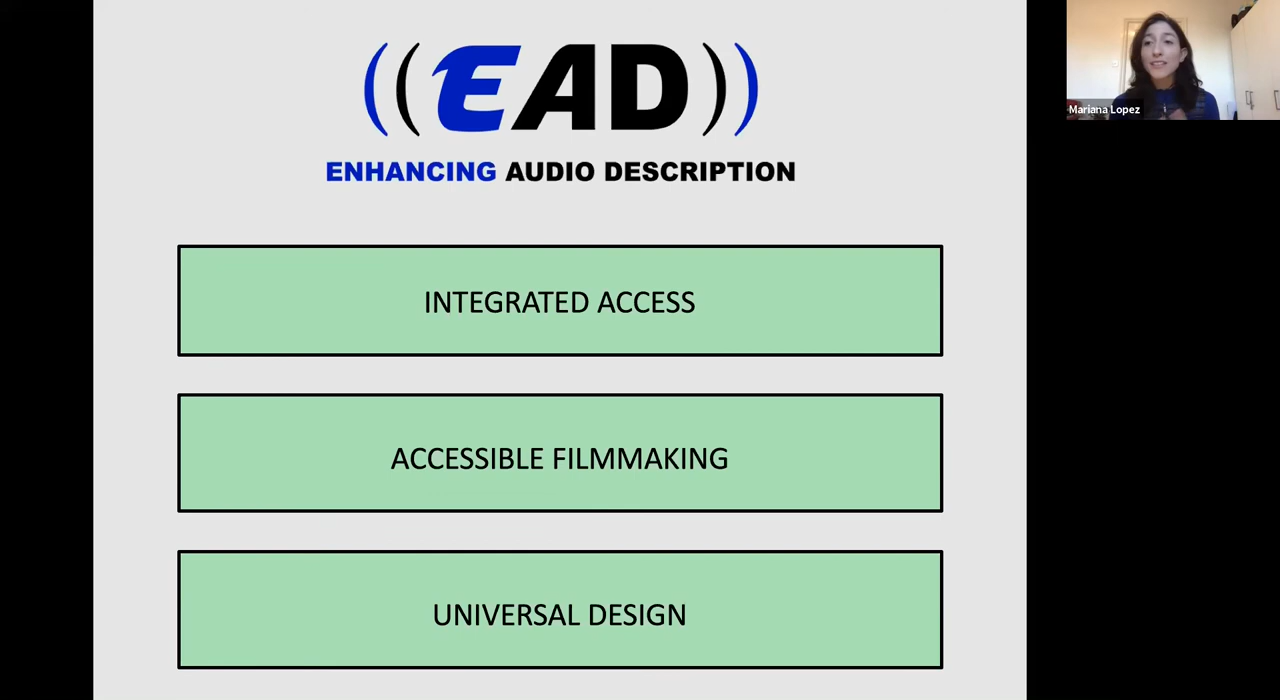 ((EAD))
ENHANCING AUDIO DESCRIPTION
Mariana Lopez
INTEGRATED ACCESS
ACCESSIBLE FILMMAKING
UNIVERSAL DESIGN